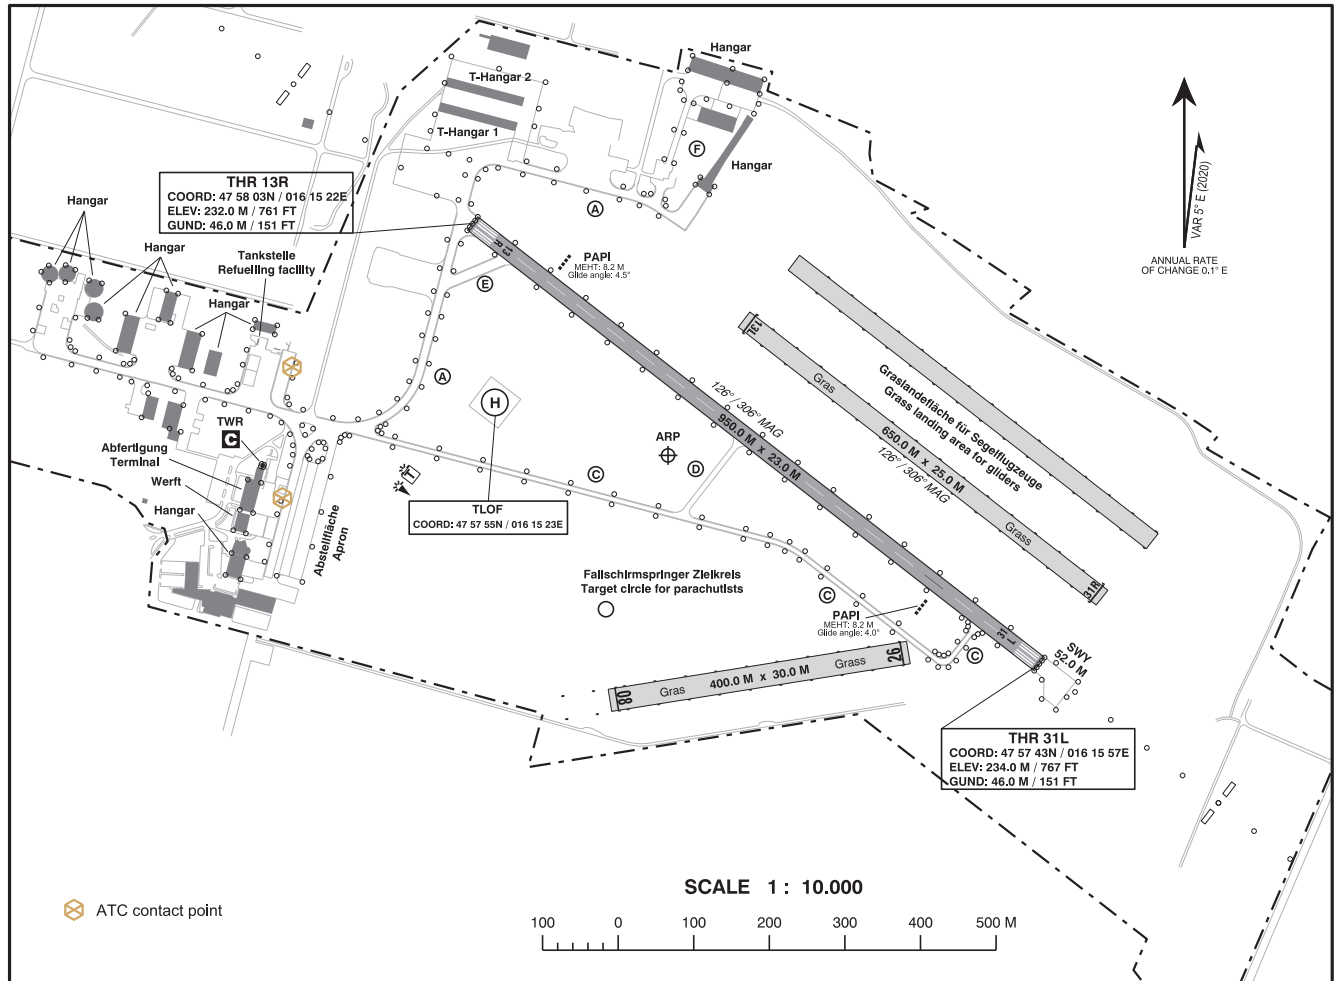 Hangar
T-Hangar 2
T-Hangar 1
F
Hangar
THR 13R
COORD: 47 58 03N / 016 15 22E
ELEV: 232.0 M / 761 FT
GUND: 46.0 M / 151 FT
A
VAR 5° E (2020)
ANNUAL RATE
OF CHANGE 0.1° E
Hangar
Hangar
Tankstelle
Refuelling facility
Hangar
13
R
PAPI
MEHT: 8.2 M
Glide angle: 4.5°
E
A
13L
Gras
Graslandefläche für Segelflugzeuge
Grass landing area for gliders
650.0 M x 25.0 M
126° / 306° MAG
Grass
31R
126° / 306° MAG
950.0 M x 23.0 M
H
ARP
D
TWR
C
Abfertigung
Terminal
Werft
Hangar
T
C
TLOF
COORD: 47 57 55N / 016 15 23E
Abstellfläche
Apron
Fallschirmspringer Zielkreis
Target circle for parachutists
C
PAPI
MEHT: 8.2 M
Glide angle: 4.0°
31
L
C
SWY
52.0 M
08
Gras
400.0 M x 30.0 M
Grass
26
THR 31L
COORD: 47 57 43N / 016 15 57E
ELEV: 234.0 M / 767 FT
GUND: 46.0 M / 151 FT
SCALE 1 : 10.000
ATC contact point
100 0 100 200 300 400 500 M